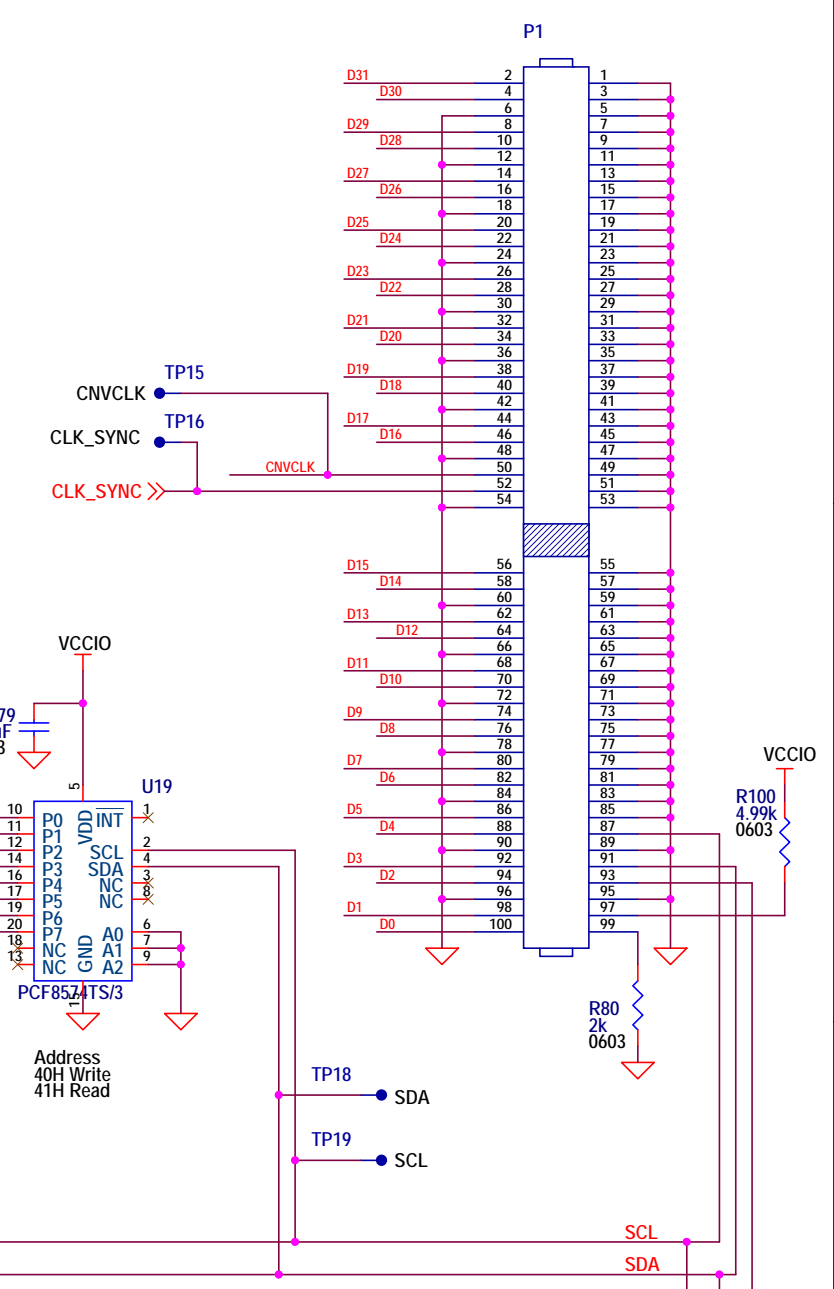 P1
D31 2 1
D30 4 3
6 5
D29 8 7
D28 10 9
12 11
D27 14 13
D26 16 15
18 17
D25 20 19
D24 22 21
24 23
D23 26 25
D22 28 27
30 29
D21 32 31
D20 34 33
36 35
D19 38 37
D18 40 39
42 41
D17 44 43
D16 46 45
48 47
CNVCLK 50 49
52 51
54 53
TP15
CNVCLK
TP16
CLK_SYNC
CLK_SYNC
D15 56 55
D14 58 57
60 59
D13 62 61
D12 64 63
66 65
D11 68 67
D10 70 69
72 71
D9 74 73
D8 76 75
78 77
D7 80 79
D6 82 81
84 83
D5 86 85
D4 88 87
90 89
D3 92 91
D2 94 93
96 95
D1 98 97
D0 100 99
VCCIO
79
F
VCCIO
R100
4.99k
0603
R80
2k
0603
U19
5
VDD
10 P0 INT 1
11 P1
12 P2 SCL 2
14 P3 SDA 4
16 P4 NC 3
17 P5 NC 8
19 P6
20 P7 A0 6
18 NC A1 7
13 NC A2 9
GND
15
PCF8574TS/3
Address
40H Write
41H Read
TP18
SDA
TP19
SCL
SCL
SDA